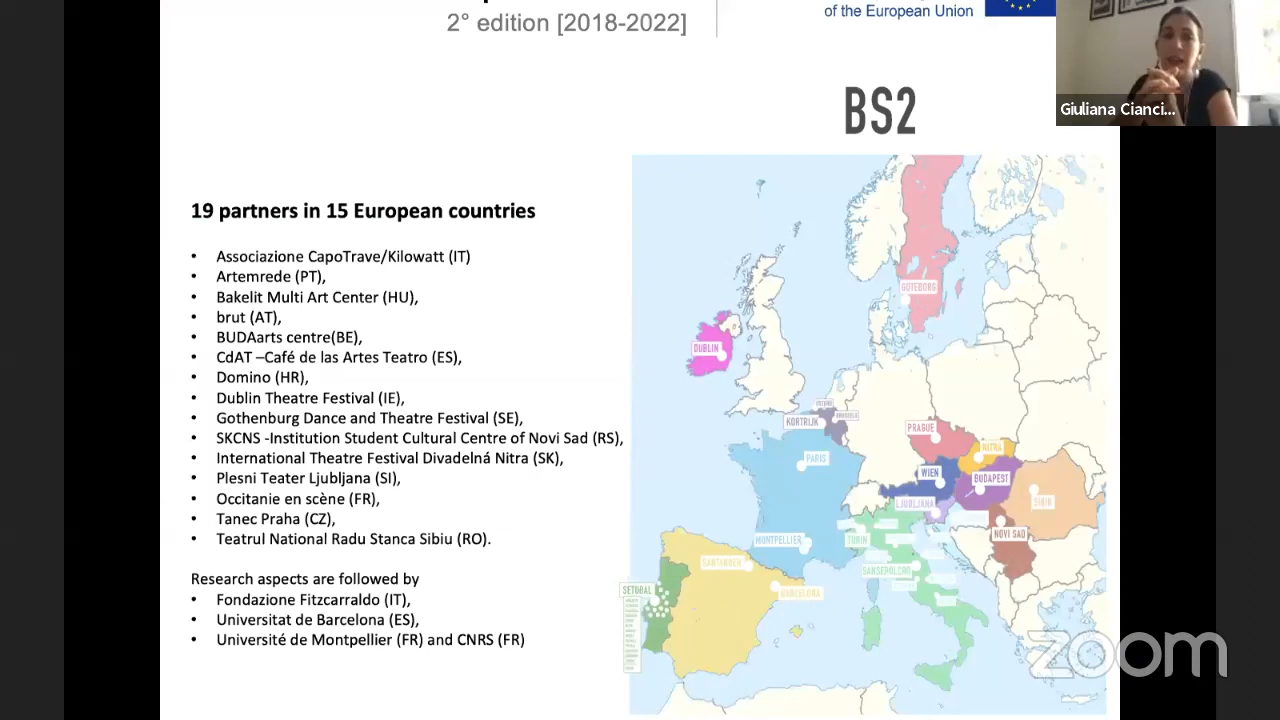 2° edition [2018-2022]
of the European Union
Giuliana Cianci...
BS2
19 partners in 15 European countries
• Associazione CapoTrave/Kilowatt (IT)
• Artemrede (PT),
• Bakelit Multi Art Center (HU),
• brut (AT),
• BUDAarts centre(BE),
• CdAT –Café de las Artes Teatro (ES),
• Domino (HR),
• Dublin Theatre Festival (IE),
• Gothenburg Dance and Theatre Festival (SE),
• SKCNS -Institution Student Cultural Centre of Novi Sad (RS),
• International Theatre Festival Divadelná Nitra (SK),
• Plesni Teater Ljubljana (SI),
• Occitanie en scène (FR),
• Tanec Praha (CZ),
• Teatrul National Radu Stanca Sibiu (RO).
Research aspects are followed by
• Fondazione Fitzcarraldo (IT),
• Universitat de Barcelona (ES),
• Université de Montpellier (FR) and CNRS (FR)
GOTEBORG
DUBLIN
KORTRIJK
BRUSSELS
PRAGUE
NITRA
PARIS
WIEN
BUDAPEST
LJUBLJANA
SIBIU
NOVI SAD
MONTPELLIER
TURIN
SANTANDER
SANSEPOLCRO
SETUBAL
BARCELONA
zoom